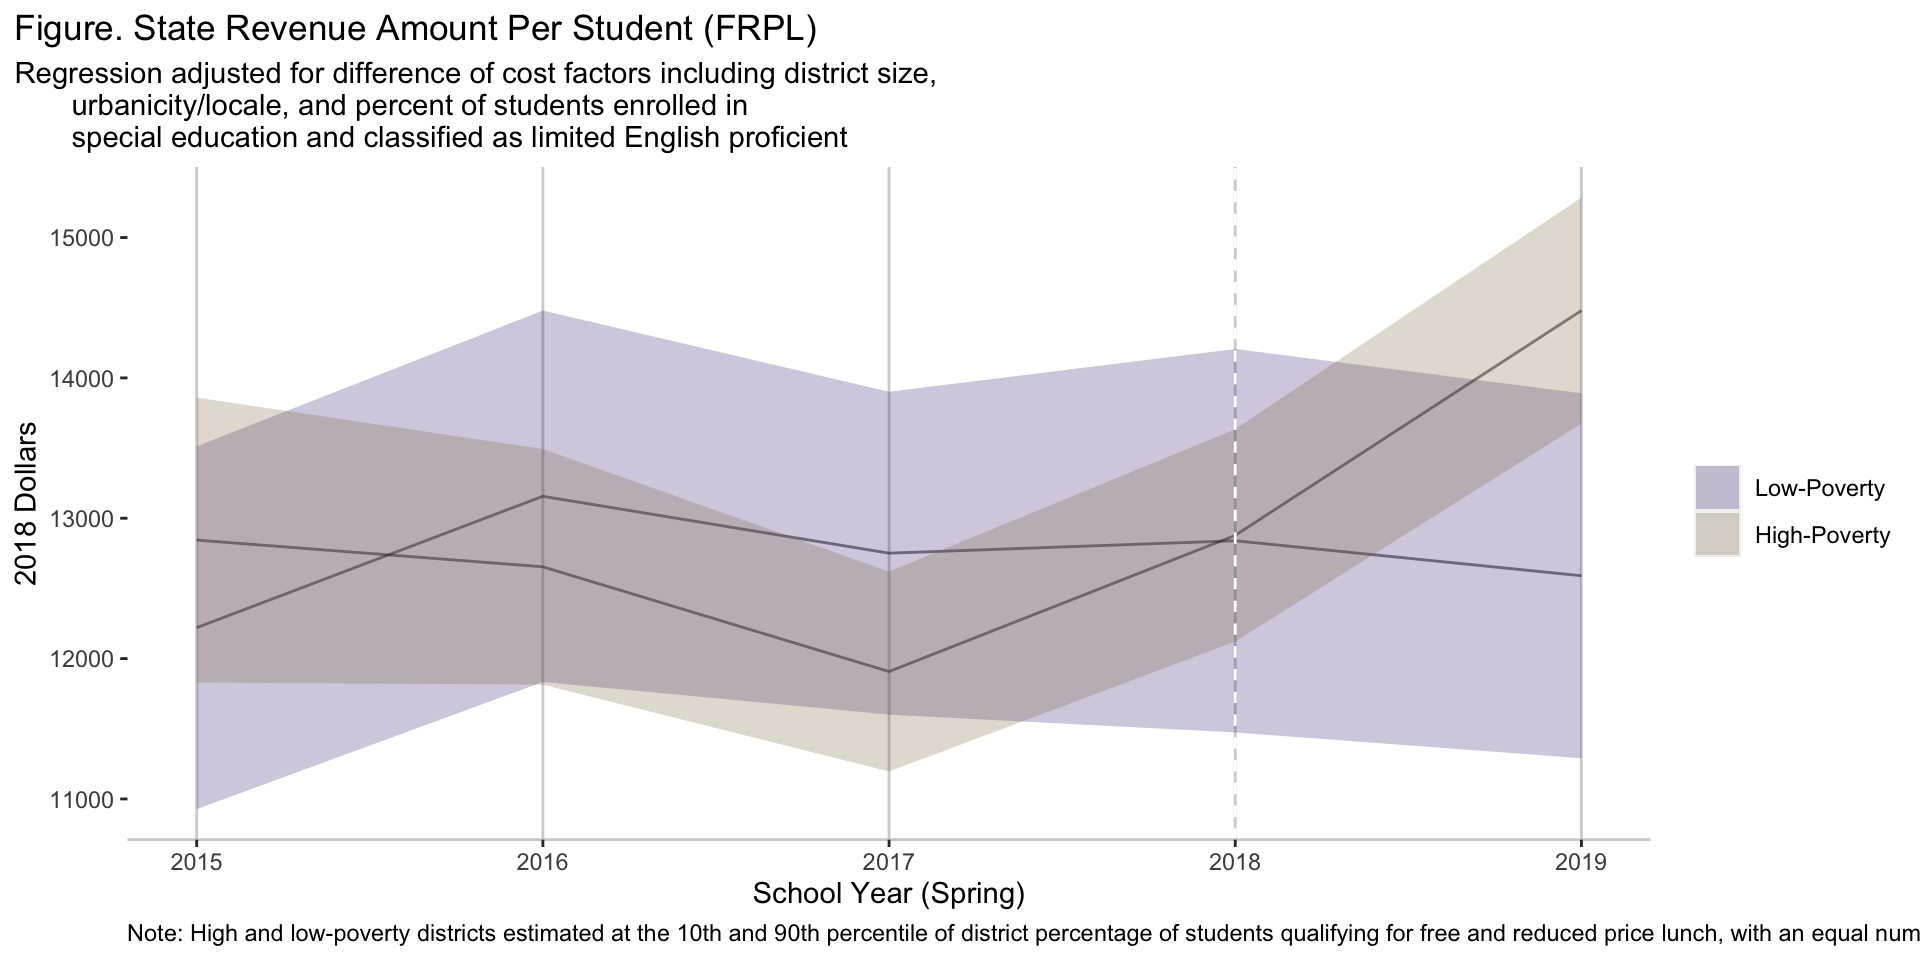 Figure. State Revenue Amount Per Student (FRPL)
Regression adjusted for difference of cost factors including district size,
urbanicity/locale, and percent of students enrolled in
special education and classified as limited English proficient
15000
14000
13000
12000
11000
2018 Dollars
Low-Poverty
High-Poverty
2015 2016 2017 2018 2019
School Year (Spring)
Note: High and low-poverty districts estimated at the 10th and 90th percentile of district percentage of students qualifying for free and reduced price lunch, with an equal num